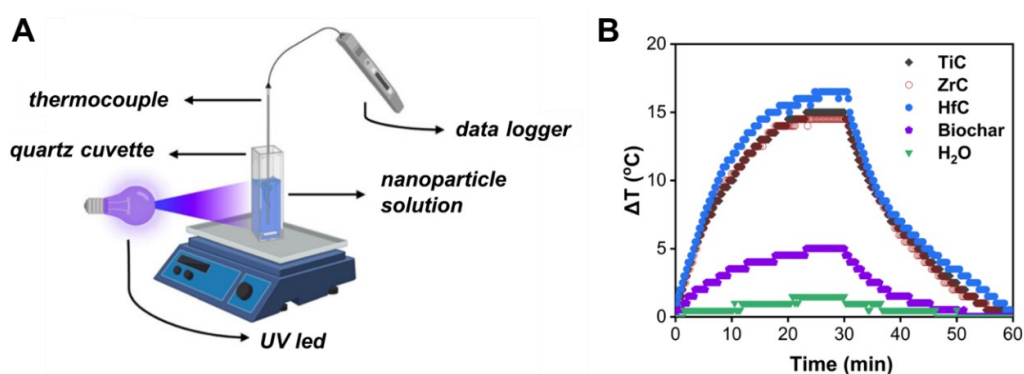 A
thermocouple
quartz cuvette
data logger
nanoparticle
solution
UV led
B
20
15
10
5
0
ΔT (ºC)
TiC
ZrC
HfC
Biochar
H₂O
0 10 20 30 40 50 60
Time (min)